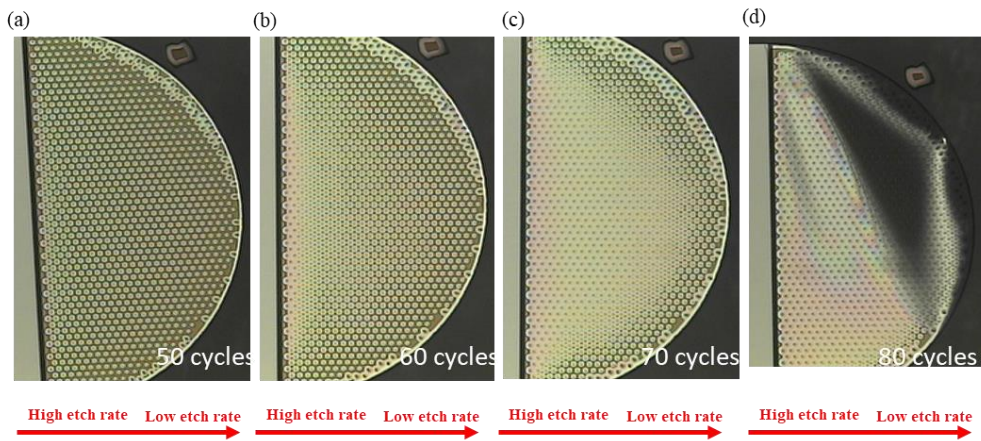 (a)
(b)
(c)
(d)
50 cycles
60 cycles
70 cycles
80 cycles
High etch rate Low etch rate
High etch rate Low etch rate
High etch rate Low etch rate
High etch rate Low etch rate